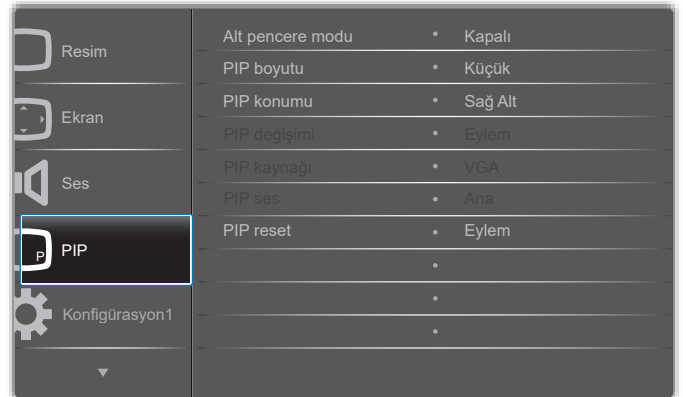 Resim
Ekran
Ses
P PIP
Konfigürasyon1
Alt pencere modu • Kapalı
PIP boyutu • Küçük
PIP konumu • Sağ Alt
PIP değişimi • Eylem
PIP kaynağı • VGA
PIP ses • Ana
PIP reset • Eylem